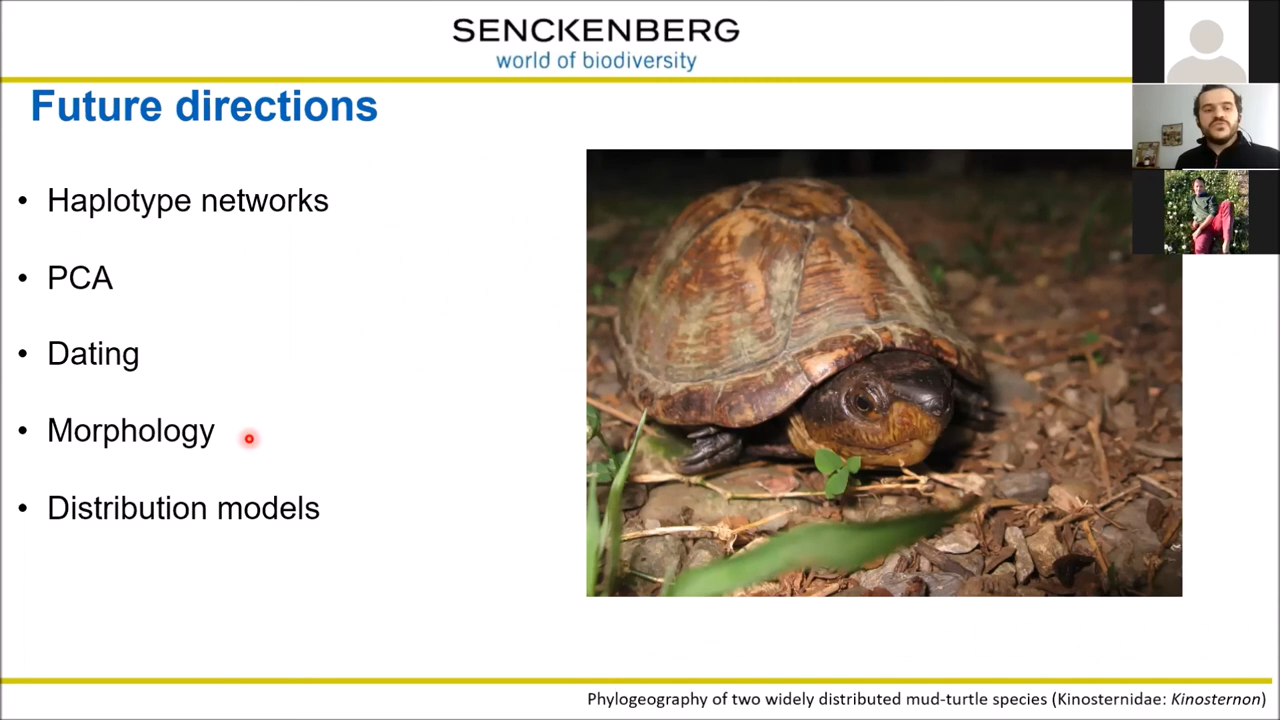 SENCKENBERG
world of biodiversity
Future directions
• Haplotype networks
• PCA
• Dating
• Morphology
• Distribution models
Phylogeography of two widely distributed mud-turtle species (Kinosternidae: Kinosternon)